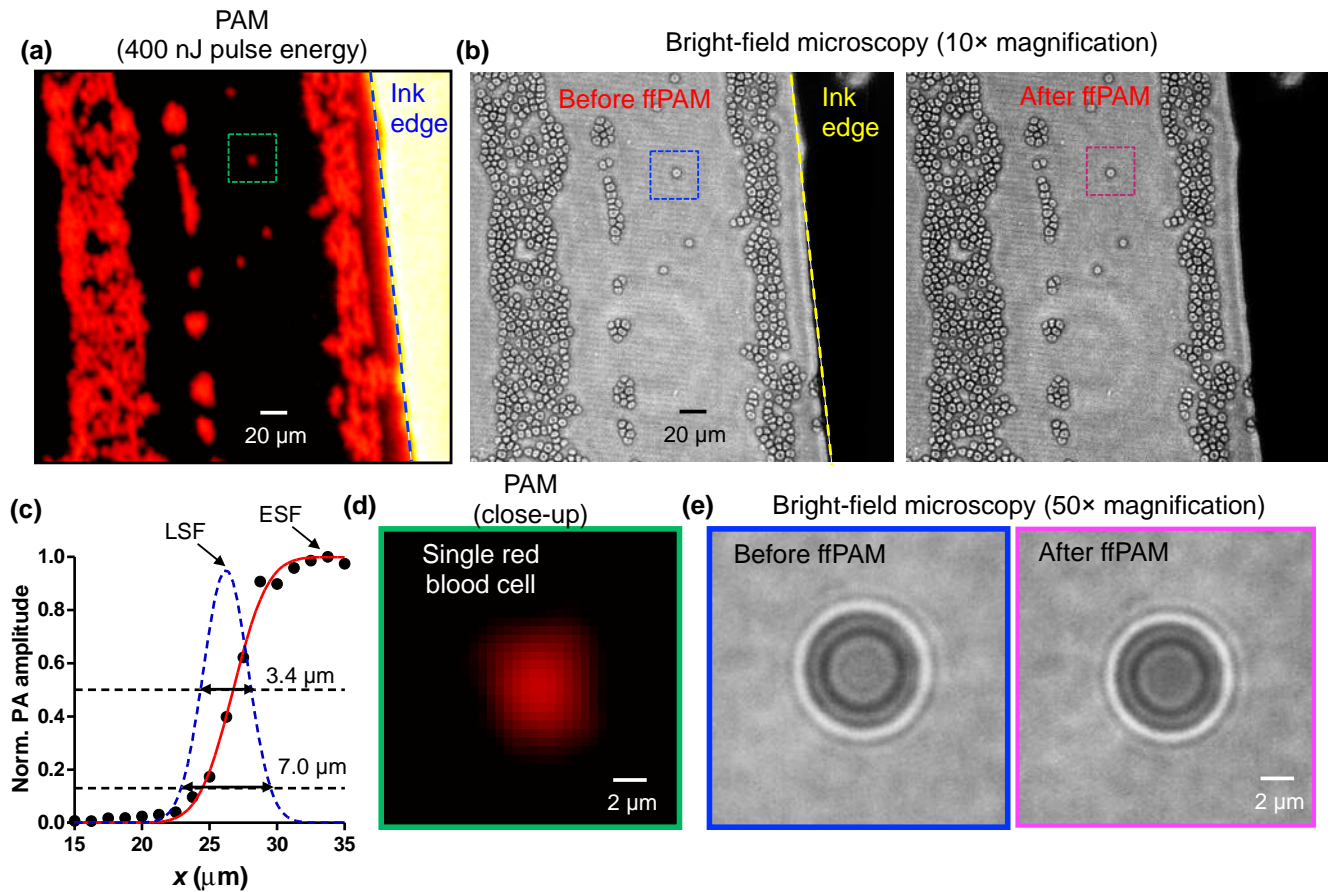 PAM
(400 nJ pulse energy)
(a)
Ink
edge
20 μm
(b)
Bright-field microscopy (10× magnification)
Before ffPAM
Ink
edge
20 μm
After ffPAM
(c)
LSF
ESF
Norm. PA amplitude
1.0
0.8
0.6
0.4
0.2
0.0
3.4 μm
7.0 μm
15
20
25
30
35
x (μm)
(d)
PAM
(close-up)
Single red
blood cell
2 μm
(e)
Bright-field microscopy (50× magnification)
Before ffPAM
After ffPAM
2 μm